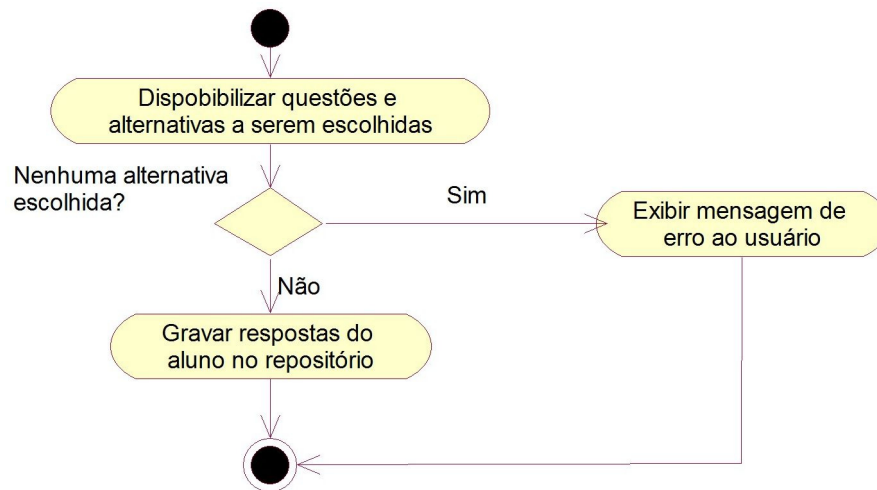 Dispobibilizar questões e
alternativas a serem escolhidas
Nenhuma alternativa
escolhida?
Sim
Exibir mensagem de
erro ao usuário
Não
Gravar respostas do
aluno no repositório